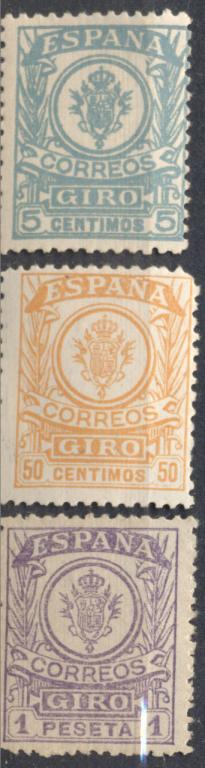 ESPAÑA
CORREOS
GIRO
5 CENTIMOS 5
ESPAÑA
CORREOS
GIRO
50 CENTIMOS 50
ESPAÑA
CORREOS
GIRO
1 PESETA 1